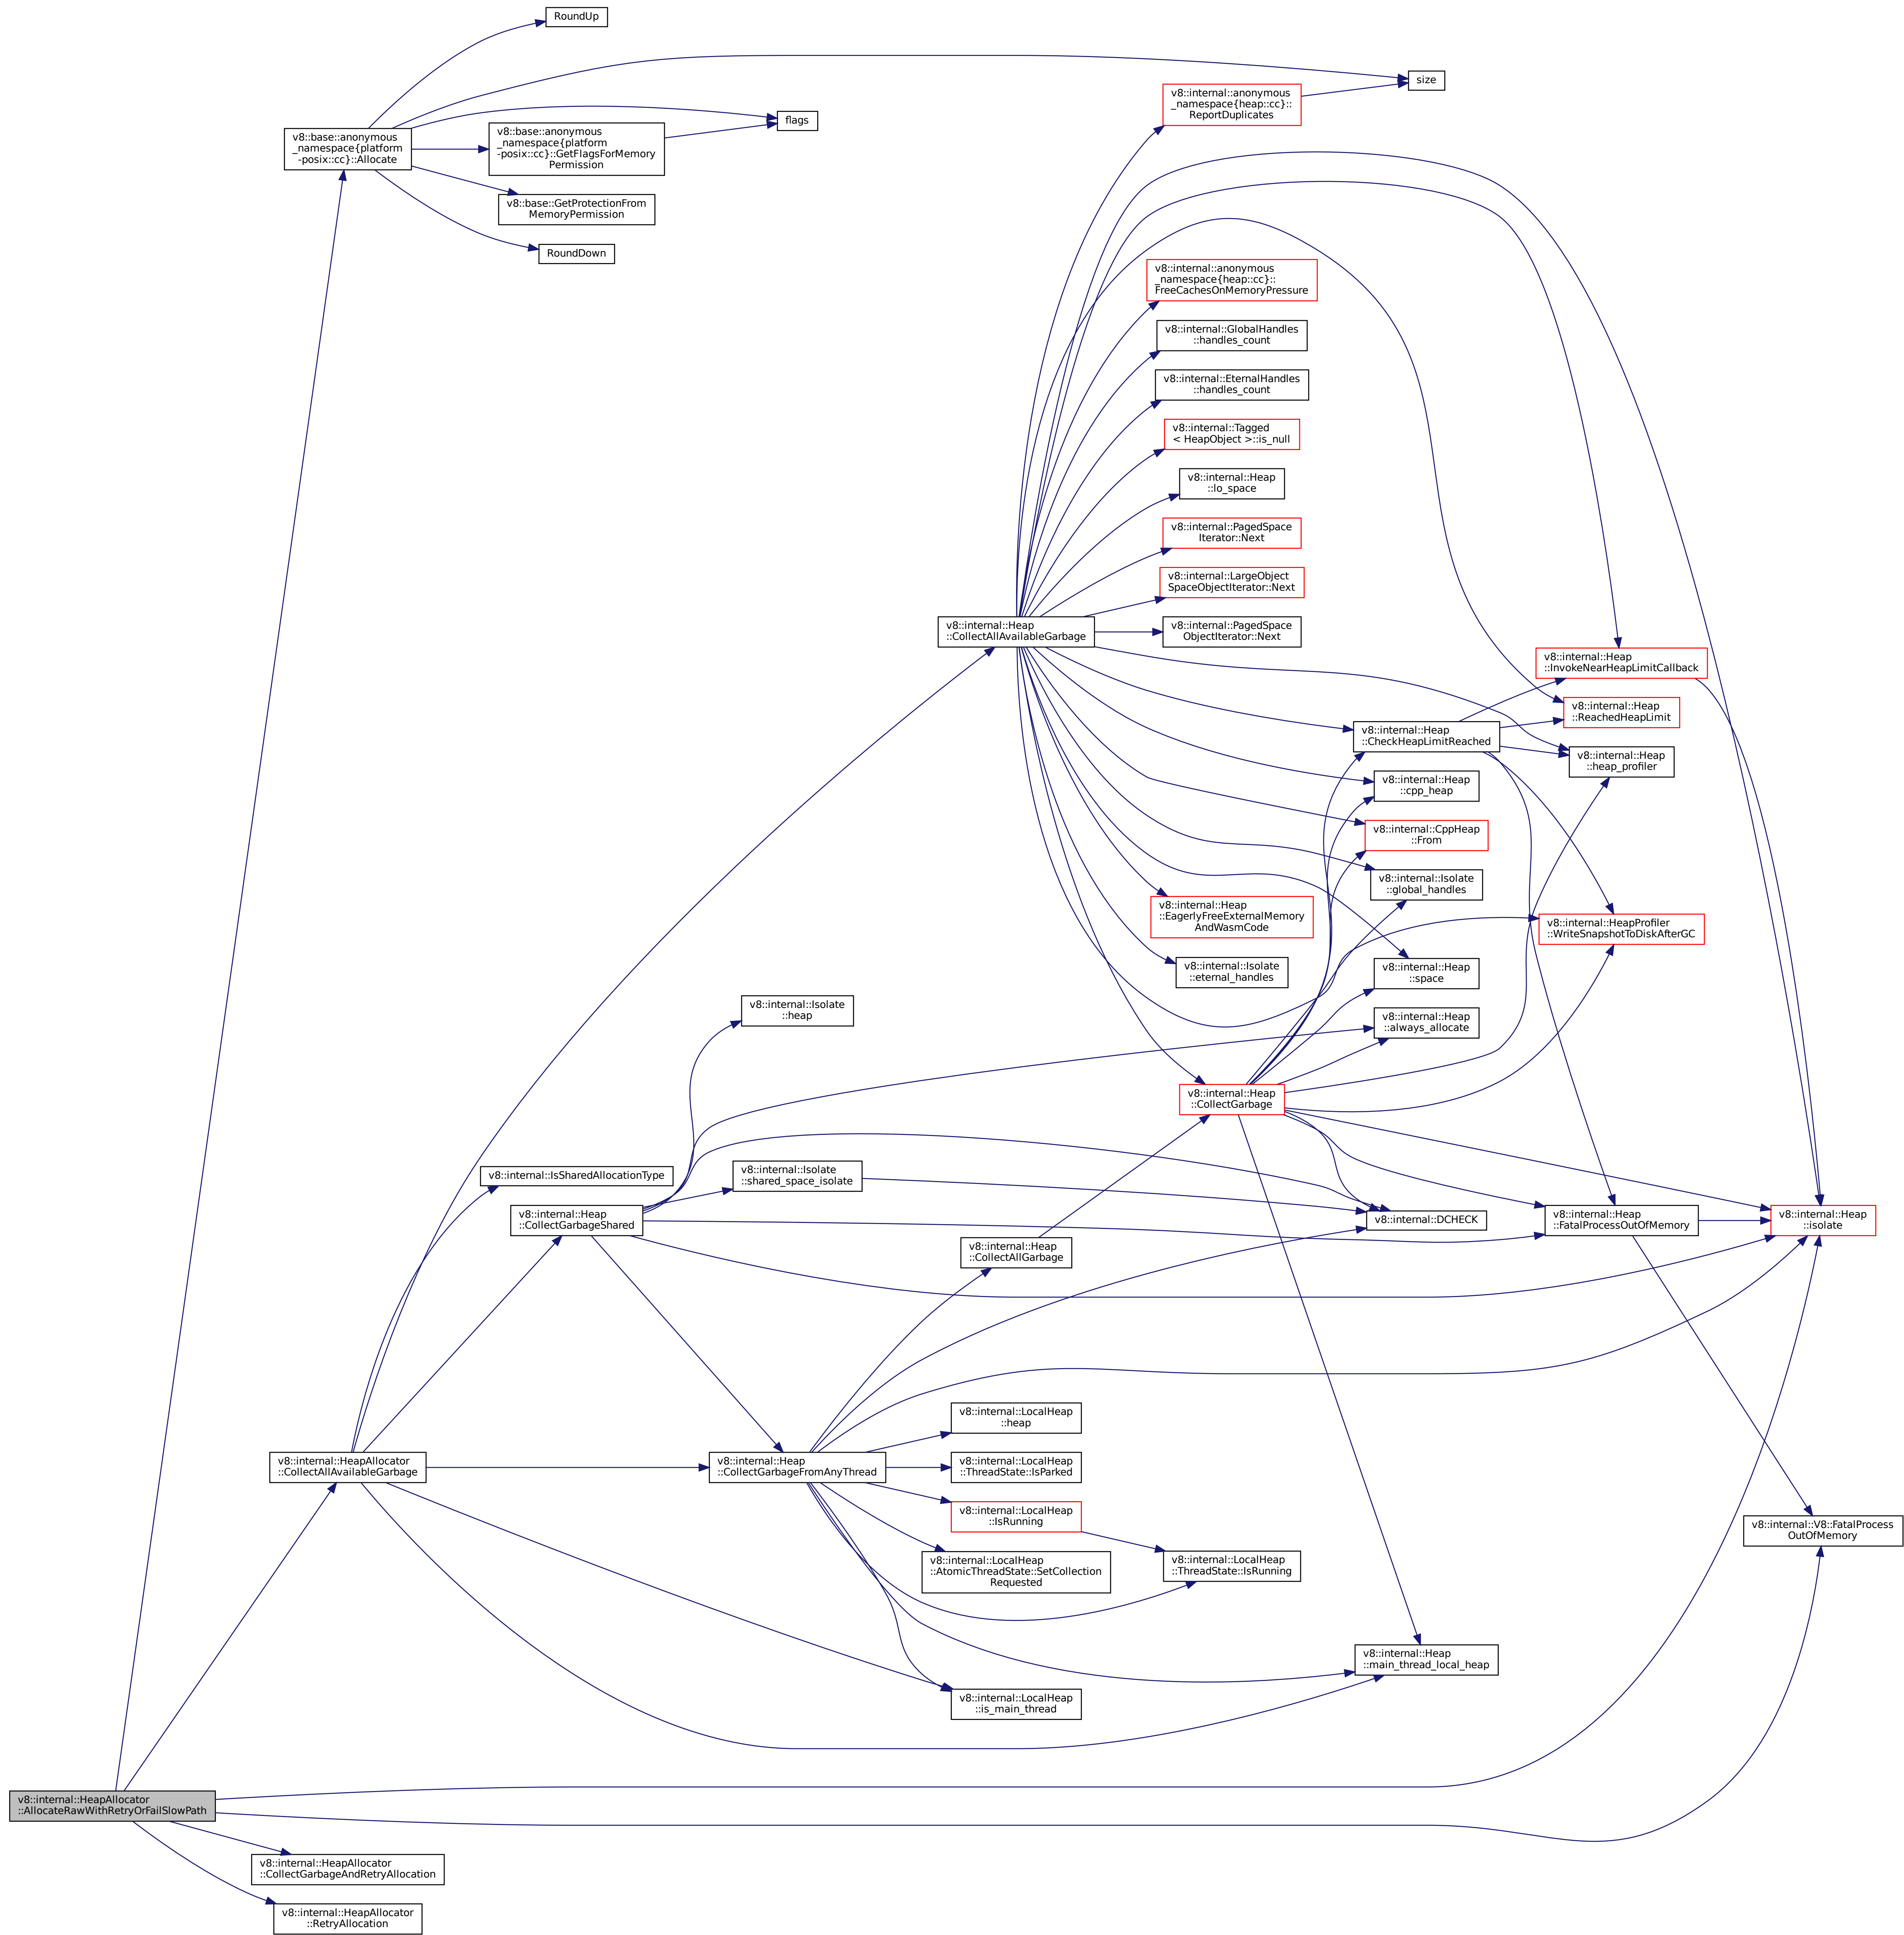 RoundUp
size
v8::internal::anonymous
_namespace{heap::cc}::
ReportDuplicates
flags
v8::base::anonymous
_namespace{platform
-posix::cc}::Allocate
v8::base::anonymous
_namespace{platform
-posix::cc}::GetFlagsForMemory
Permission
v8::base::GetProtectionFrom
MemoryPermission
RoundDown
v8::internal::anonymous
_namespace{heap::cc}::
FreeCachesOnMemoryPressure
v8::internal::GlobalHandles
::handles_count
v8::internal::EternalHandles
::handles_count
v8::internal::Tagged
< HeapObject >::is_null
v8::internal::Heap
::lo_space
v8::internal::PagedSpace
Iterator::Next
v8::internal::LargeObject
SpaceObjectIterator::Next
v8::internal::Heap
::CollectAllAvailableGarbage
v8::internal::PagedSpace
ObjectIterator::Next
v8::internal::Heap
::InvokeNearHeapLimitCallback
v8::internal::Heap
::ReachedHeapLimit
v8::internal::Heap
::CheckHeapLimitReached
v8::internal::Heap
::heap_profiler
v8::internal::Heap
::cpp_heap
v8::internal::CppHeap
::From
v8::internal::Isolate
::global_handles
v8::internal::Heap
::EagerlyFreeExternalMemory
AndWasmCode
v8::internal::HeapProfiler
::WriteSnapshotToDiskAfterGC
v8::internal::Isolate
::eternal_handles
v8::internal::Heap
::space
v8::internal::Isolate
::heap
v8::internal::Heap
::always_allocate
v8::internal::Heap
::CollectGarbage
v8::internal::IsSharedAllocationType
v8::internal::Isolate
::shared_space_isolate
v8::internal::Heap
::CollectGarbageShared
v8::internal::DCHECK
v8::internal::Heap
::FatalProcessOutOfMemory
v8::internal::Heap
::isolate
v8::internal::Heap
::CollectAllGarbage
v8::internal::LocalHeap
::heap
v8::internal::HeapAllocator
::CollectAllAvailableGarbage
v8::internal::Heap
::CollectGarbageFromAnyThread
v8::internal::LocalHeap
::ThreadState::IsParked
v8::internal::LocalHeap
::IsRunning
v8::internal::V8::FatalProcess
OutOfMemory
v8::internal::LocalHeap
::AtomicThreadState::SetCollection
Requested
v8::internal::LocalHeap
::ThreadState::IsRunning
v8::internal::Heap
::main_thread_local_heap
v8::internal::LocalHeap
::is_main_thread
v8::internal::HeapAllocator
::AllocateRawWithRetryOrFailSlowPath
v8::internal::HeapAllocator
::CollectGarbageAndRetryAllocation
v8::internal::HeapAllocator
::RetryAllocation